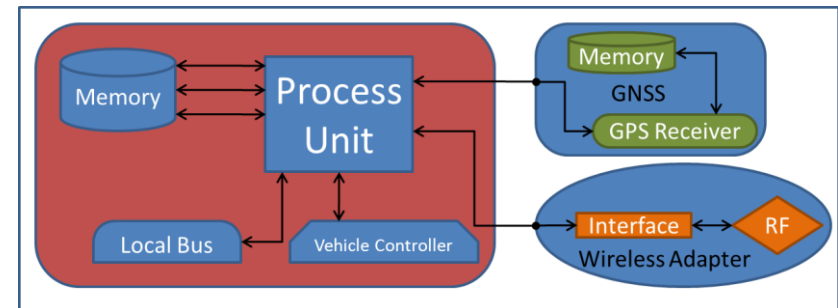 Memory
Process
Unit
Local Bus
Vehicle Controller
Memory
GNSS
GPS Receiver
Interface
RF
Wireless Adapter